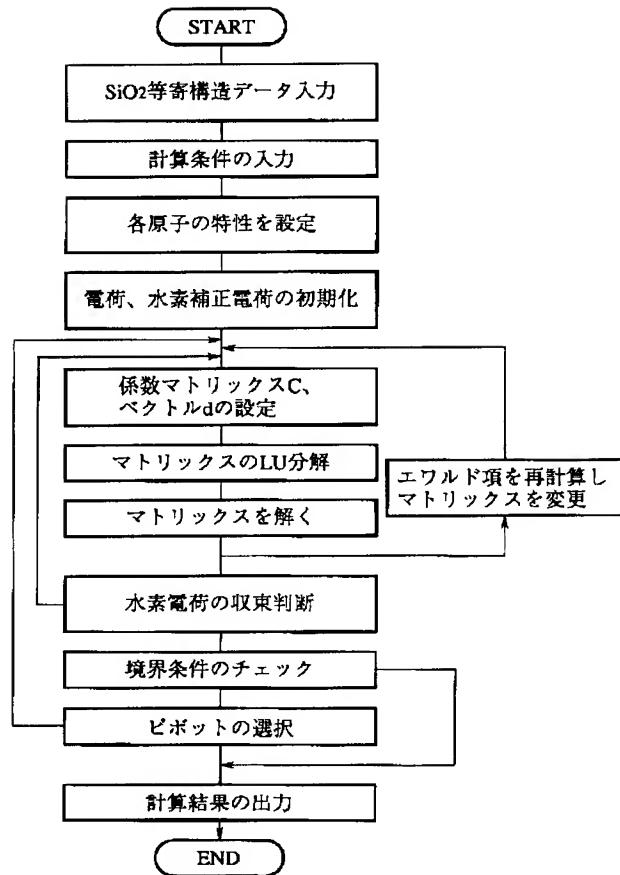 START
SiO2等寄構造データ入力
計算条件の入力
各原子の特性を設定
電荷、水素補正電荷の初期化
係数マトリックスC、
ベクトルdの設定
マトリックスのLU分解
マトリックスを解く
エワルド項を再計算し
マトリックスを変更
水素電荷の収束判断
境界条件のチェック
ピボットの選択
計算結果の出力
END